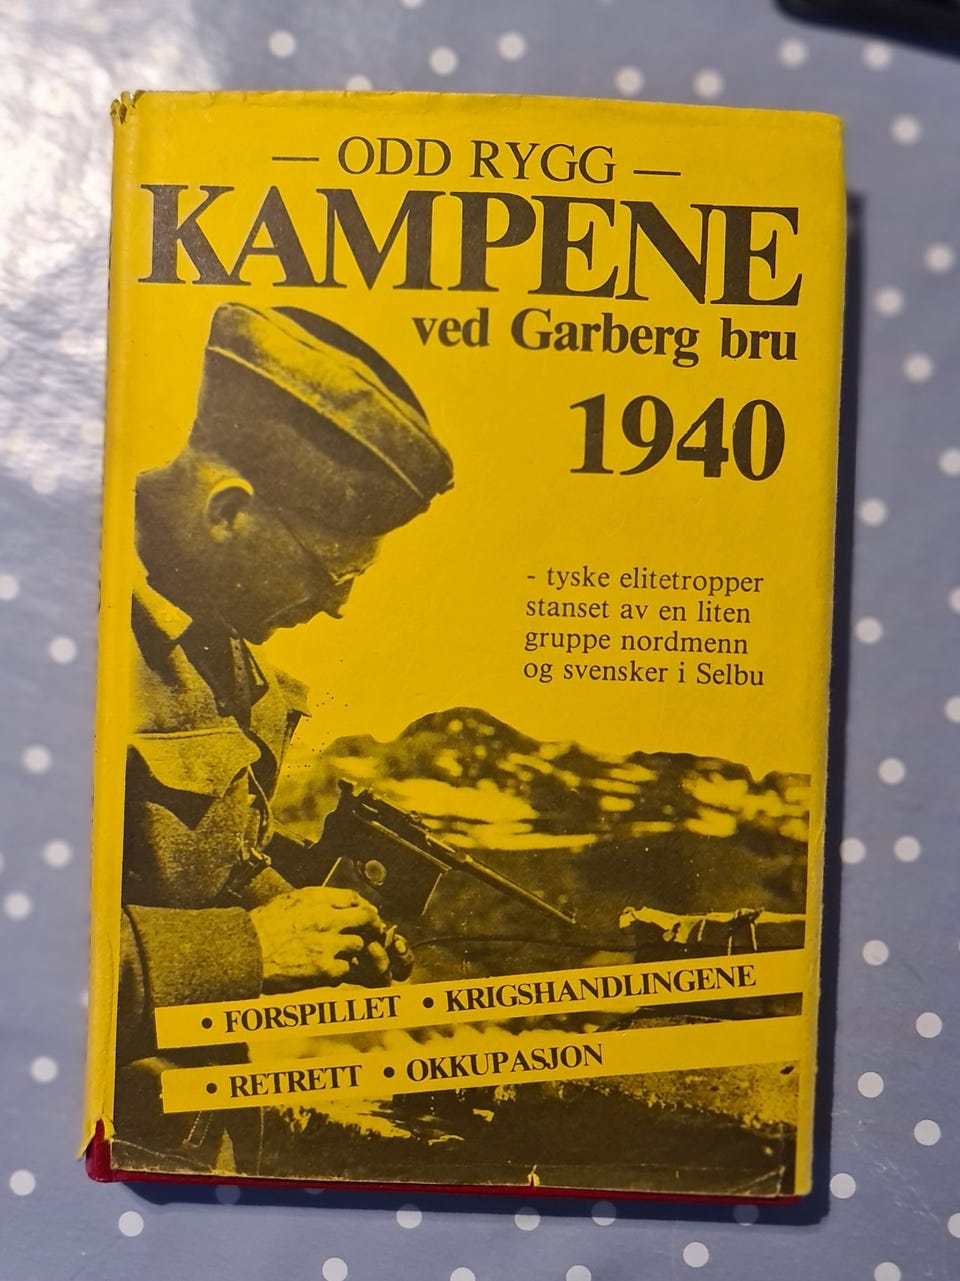 — ODD RYGG —
KAMPENE
ved Garberg bru
1940
- tyske elitetropper
stanset av en liten
gruppe nordmenn
og svensker i Selbu
• FORSPILLET • KRIGSHANDLINGENE
• RETRETT • OKKUPASJON